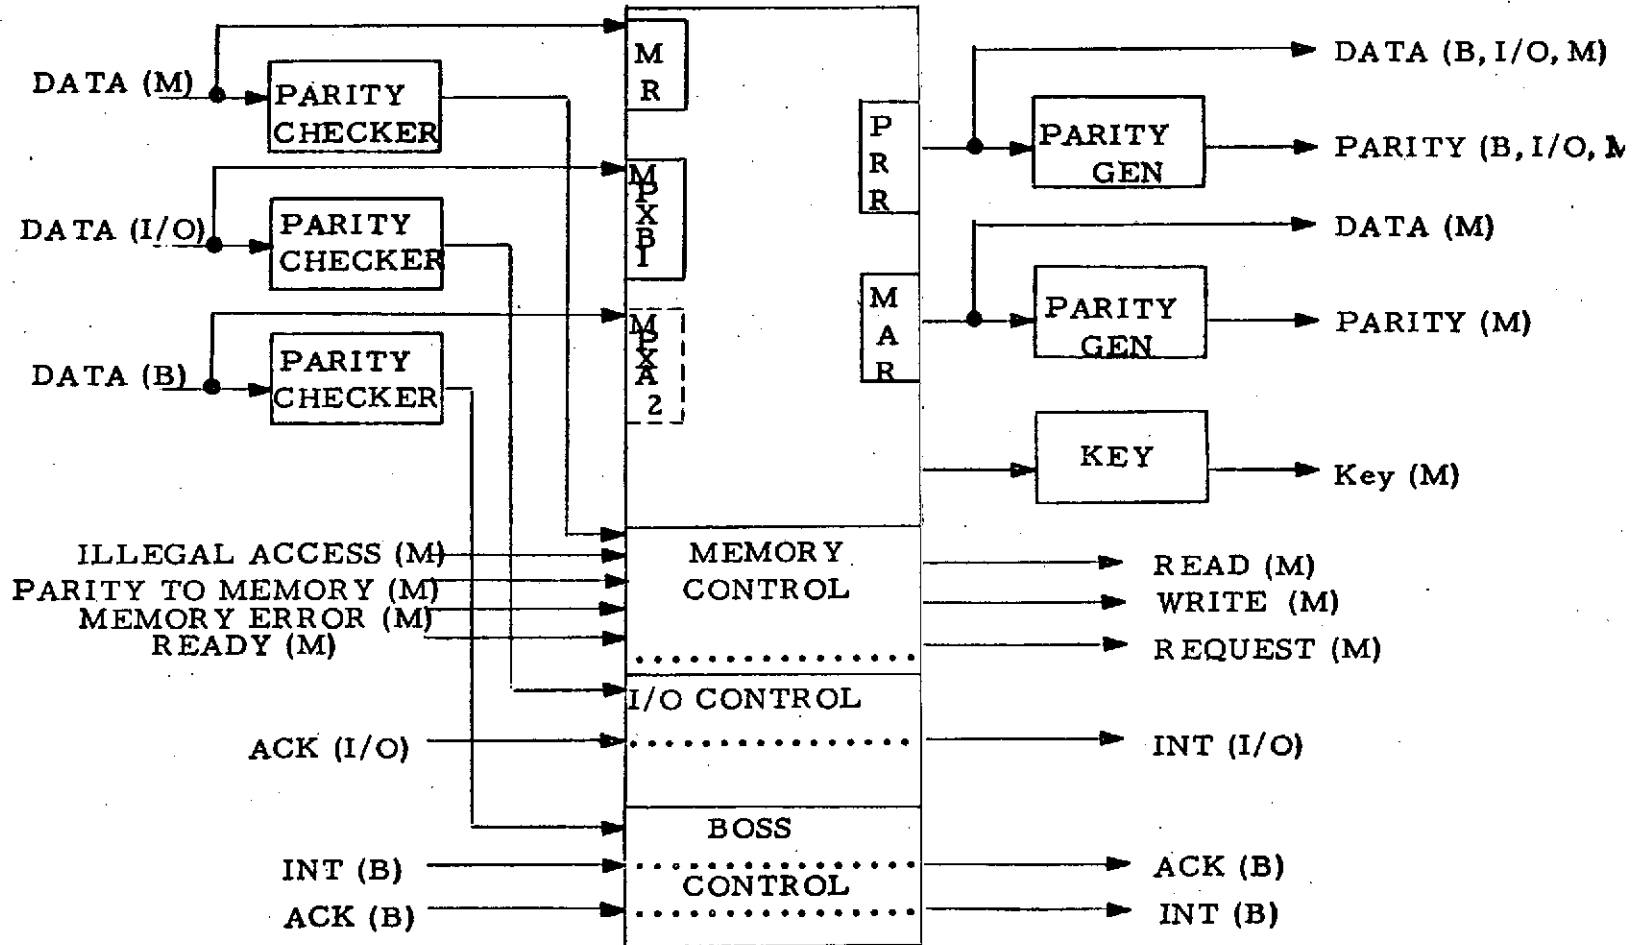 DATA (M)
PARITY
CHECKER
DATA (I/O)
PARITY
CHECKER
DATA (B)
PARITY
CHECKER
M
R
M
P
X
B
1
M
P
X
A
2
P
R
R
M
A
R
DATA (B, I/O, M)
PARITY
GEN
PARITY (B, I/O, M
DATA (M)
PARITY
GEN
PARITY (M)
KEY
Key (M)
ILLEGAL ACCESS (M)
PARITY TO MEMORY (M)
MEMORY ERROR (M)
READY (M)
MEMORY
CONTROL
READ (M)
WRITE (M)
REQUEST (M)
I/O CONTROL
ACK (I/O)
INT (I/O)
BOSS
CONTROL
INT (B)
ACK (B)
ACK (B)
INT (B)